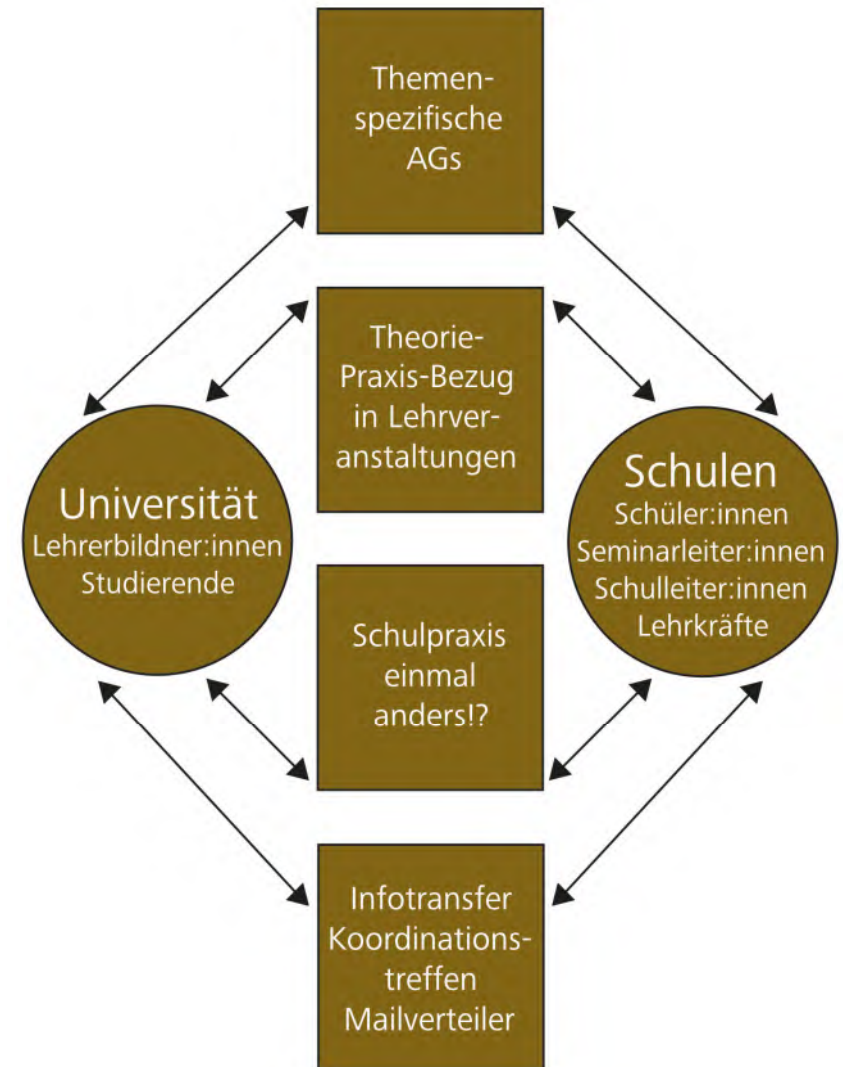 Themen-
spezifische
AGs
Theorie-
Praxis-Bezug
in Lehrver-
anstaltungen
Universität
Lehrerbildner:innen
Studierende
Schulen
Schüler:innen
Seminarleiter:innen
Schulleiter:innen
Lehrkräfte
Schulpraxis
einmal
anders!?
Infotransfer
Koordinations-
treffen
Mailverteiler